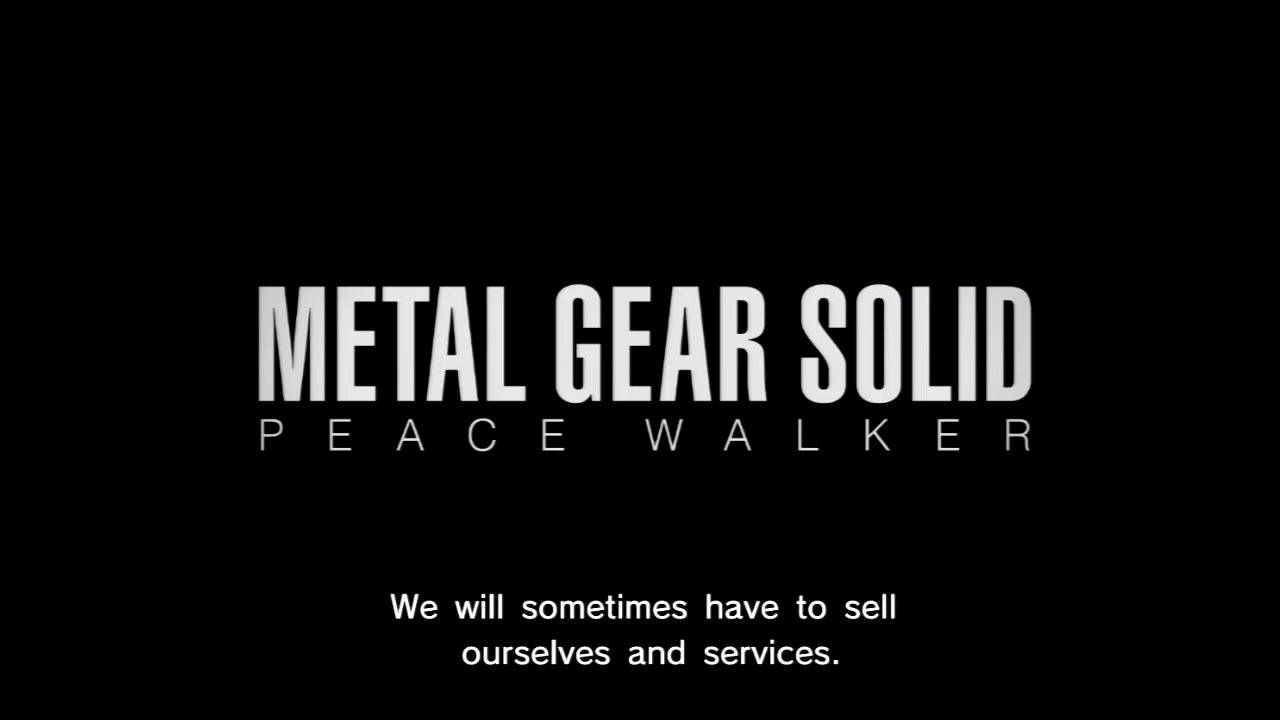 METAL GEAR SOLID
PEACE WALKER
We will sometimes have to sell
ourselves and services.